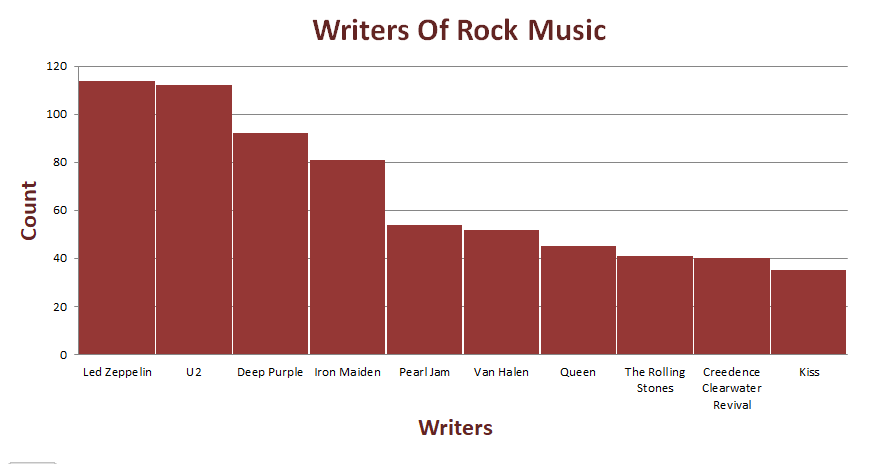 Writers Of Rock Music
120
100
80
60
40
20
0
Count
Led Zeppelin
U2
Deep Purple
Iron Maiden
Pearl Jam
Van Halen
Queen
The Rolling
Stones
Creedence
Clearwater
Revival
Kiss
Writers